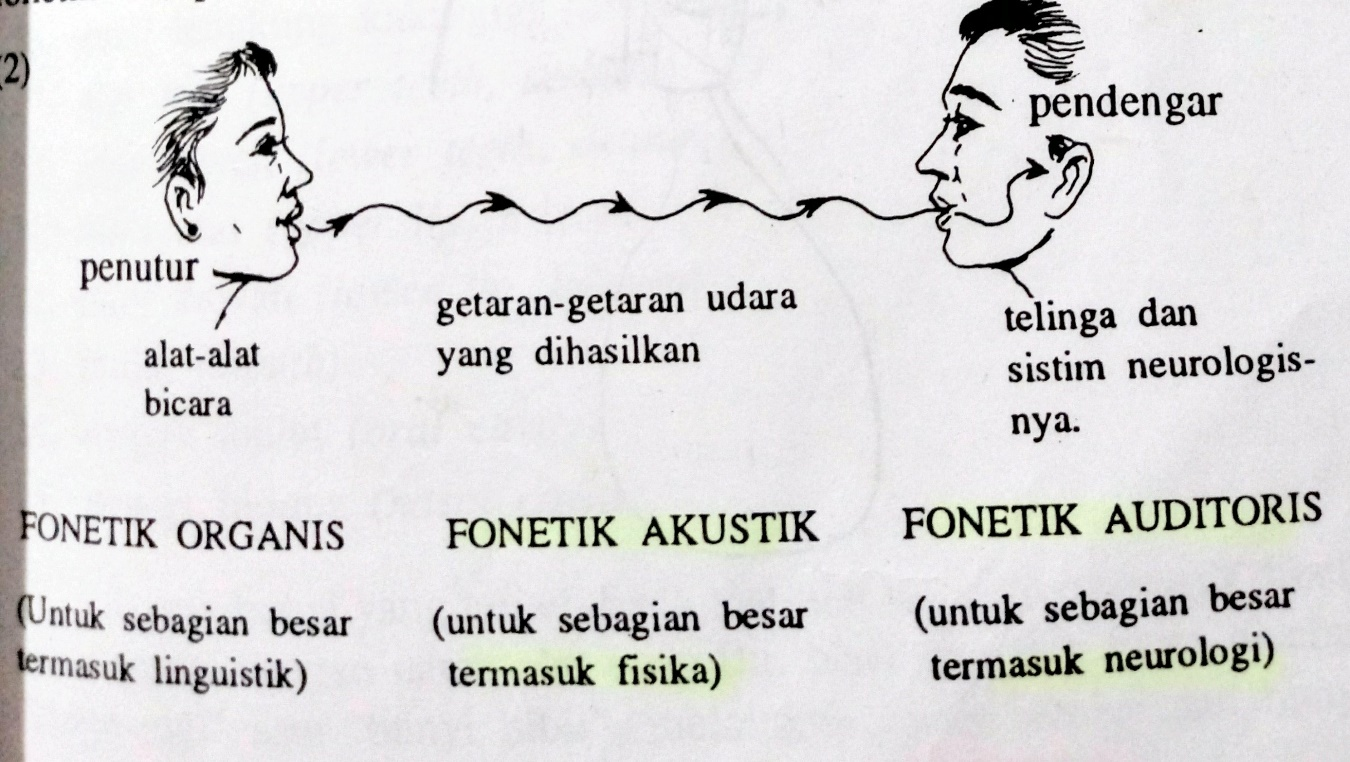 (2)
pendengar
penutur
alat-alat
bicara
getaran-getaran udara
yang dihasilkan
telinga dan
sistim neurologis-
nya.
FONETIK ORGANIS
(Untuk sebagian besar
termasuk linguistik)
FONETIK AKUSTIK
(untuk sebagian besar
termasuk fisika)
FONETIK AUDITORIS
(untuk sebagian besar
termasuk neurologi)